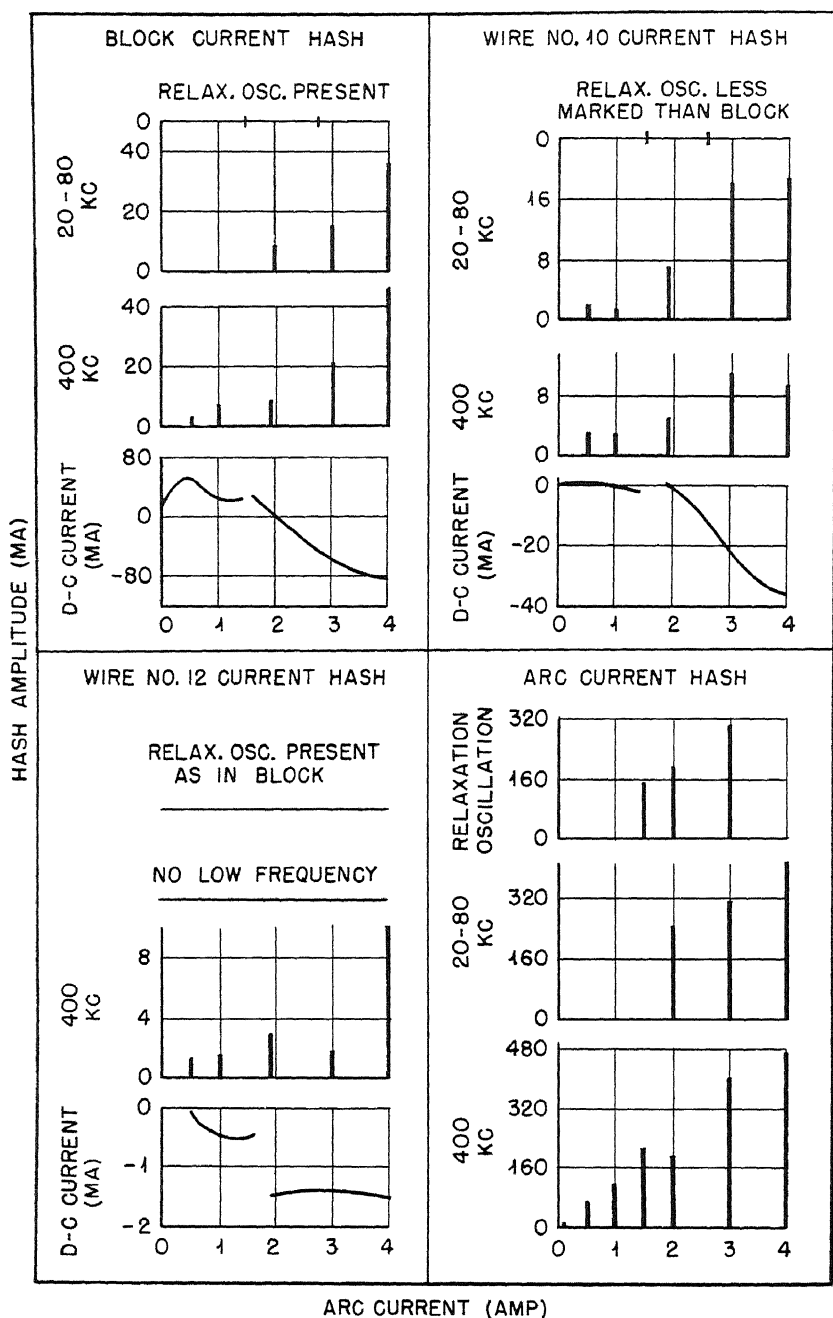 BLOCK CURRENT HASH
RELAX. OSC. PRESENT
0
40
20
0
20-80
KC
40
20
0
400
KC
80
0
-80
D-C CURRENT
(MA)
0 1 2 3 4
WIRE NO. 10 CURRENT HASH
RELAX. OSC. LESS
MARKED THAN BLOCK
0
16
8
0
20-80
KC
8
0
400
KC
0
-20
-40
D-C CURRENT
(MA)
0 1 2 3 4
WIRE NO. 12 CURRENT HASH
RELAX. OSC. PRESENT
AS IN BLOCK
NO LOW FREQUENCY
8
4
0
400
KC
0
-1
-2
D-C CURRENT
(MA)
0 1 2 3 4
ARC CURRENT HASH
320
160
0
RELAXATION
OSCILLATION
320
160
0
20-80
KC
480
320
160
0
400
KC
0 1 2 3 4
HASH AMPLITUDE (MA)
ARC CURRENT (AMP)